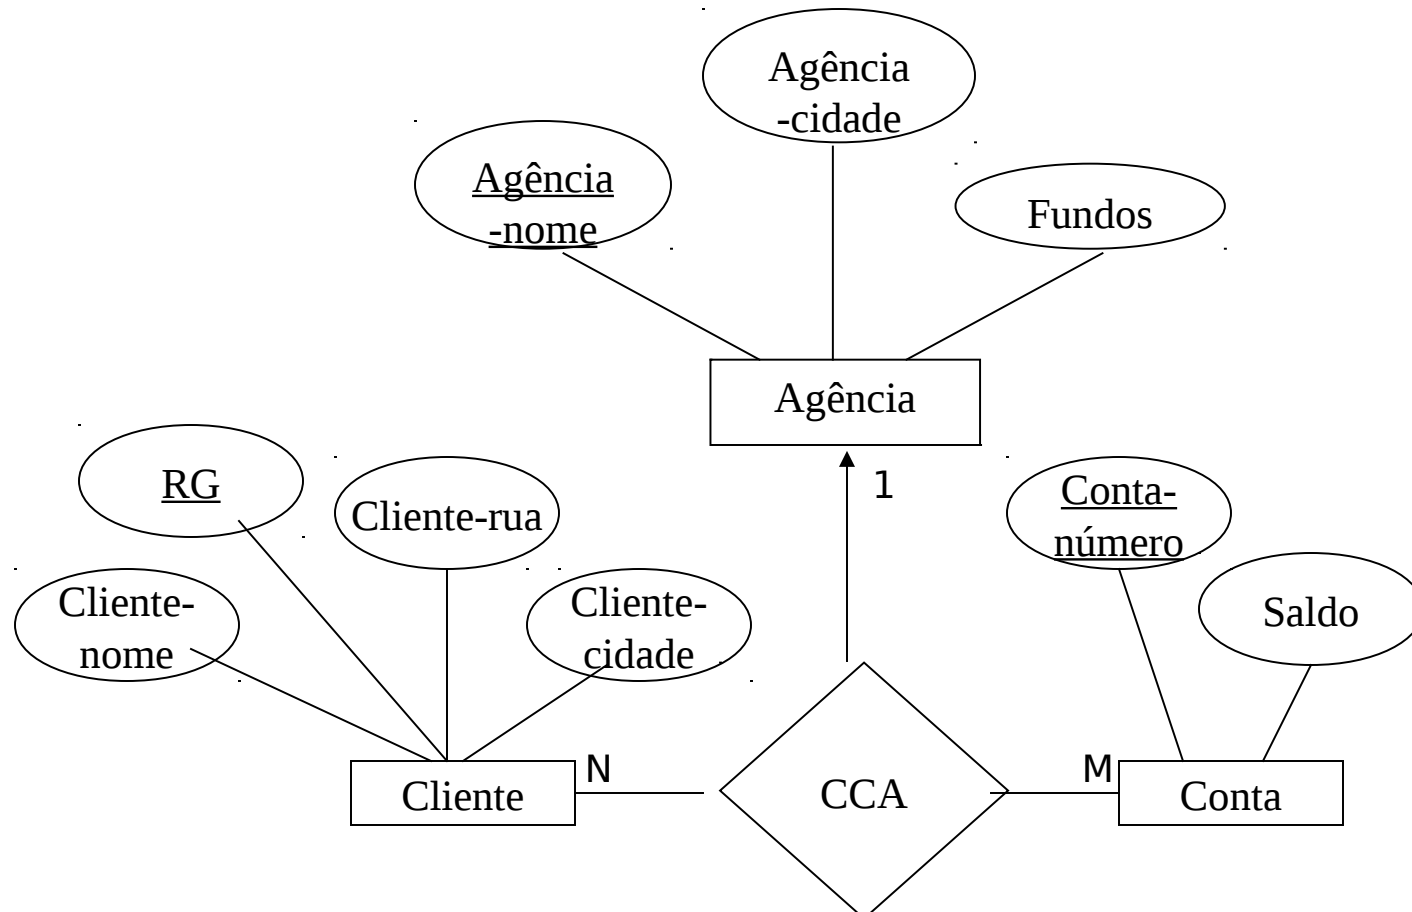 Agência
-cidade
Agência
-nome
Fundos
Agência
1
RG
Cliente-rua
Conta-
número
Cliente-
nome
Cliente-
cidade
Saldo
N
M
Cliente
CCA
Conta